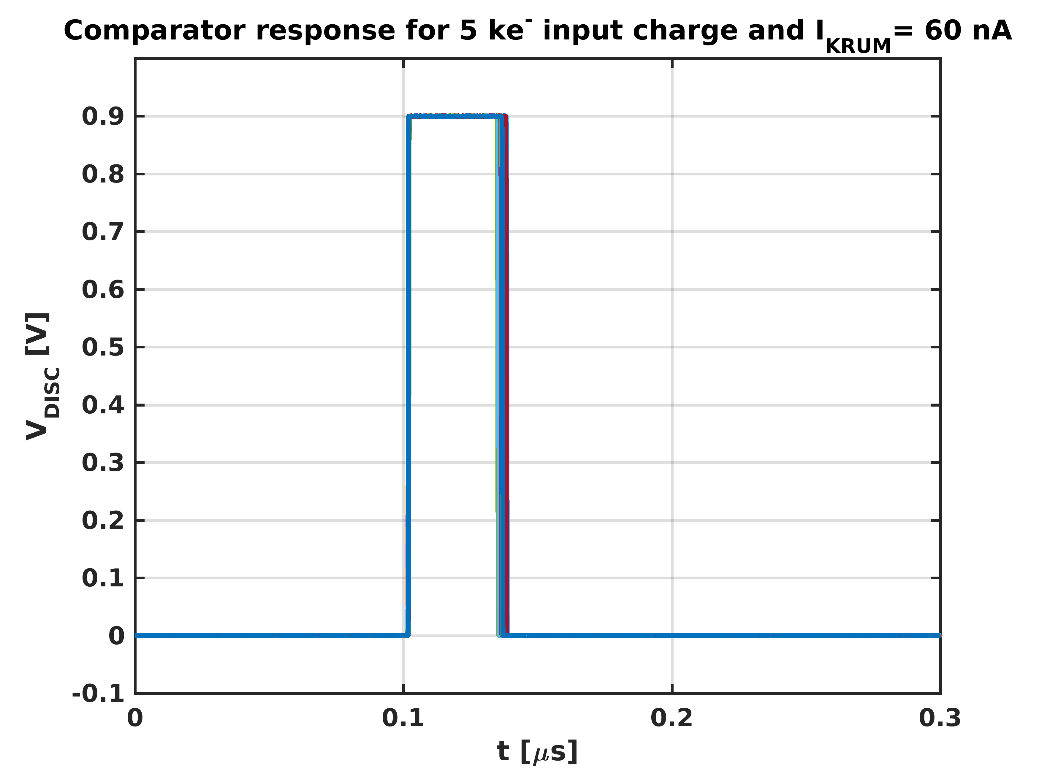 Comparator response for 5 ke⁻ input charge and I_KRUM= 60 nA
0.9
0.8
0.7
0.6
0.5
0.4
0.3
0.2
0.1
0
-0.1
V_DISC [V]
0 0.1 0.2 0.3
t [μs]